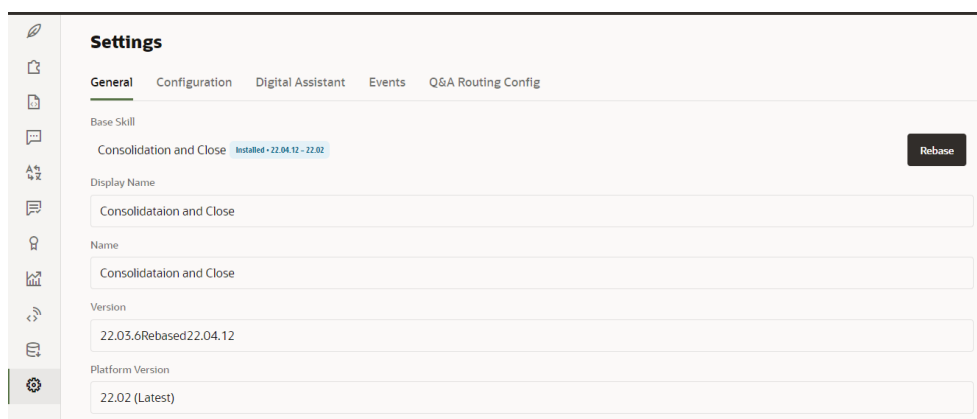 Settings
General Configuration Digital Assistant Events Q&A Routing Config
Base Skill
Consolidation and Close Installed • 22.04.12 – 22.02 Rebase
Display Name
Consolidataion and Close
Name
Consolidataion and Close
Version
22.03.6Rebased22.04.12
Platform Version
22.02 (Latest)